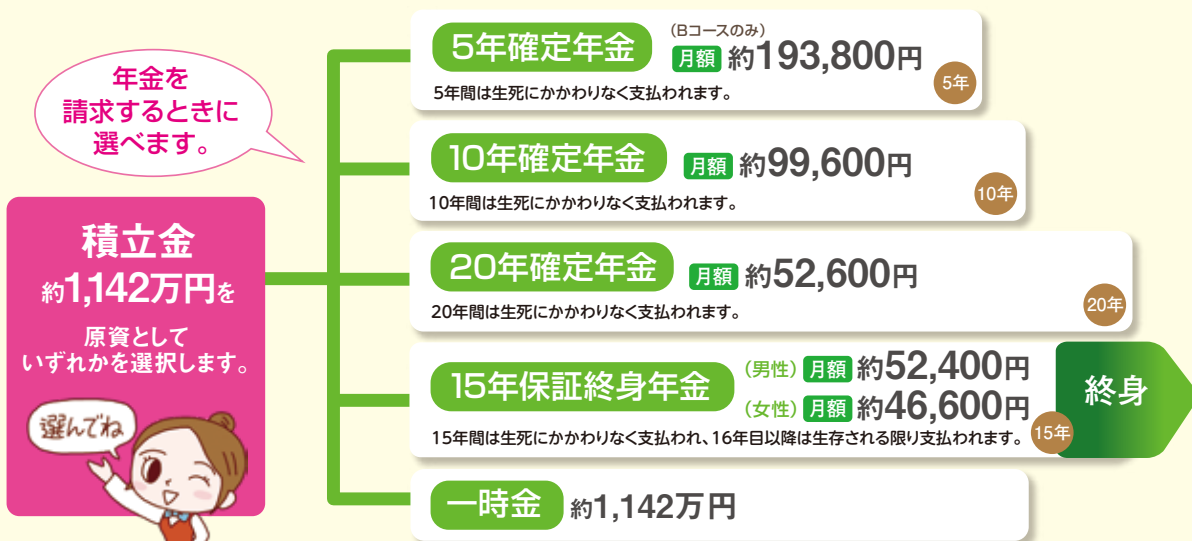 年金を
請求するときに
選べます。
積立金
約1,142万円を
原資として
いずれかを選択します。
選んでね
5年確定年金 (Bコースのみ) 月額 約193,800円
5年間は生死にかかわりなく支払われます。 5年
10年確定年金 月額 約99,600円
10年間は生死にかかわりなく支払われます。 10年
20年確定年金 月額 約52,600円
20年間は生死にかかわりなく支払われます。 20年
15年保証終身年金 (男性) 月額 約52,400円
(女性) 月額 約46,600円
15年間は生死にかかわりなく支払われ、16年目以降は生存される限り支払われます。 15年
終身
一時金 約1,142万円